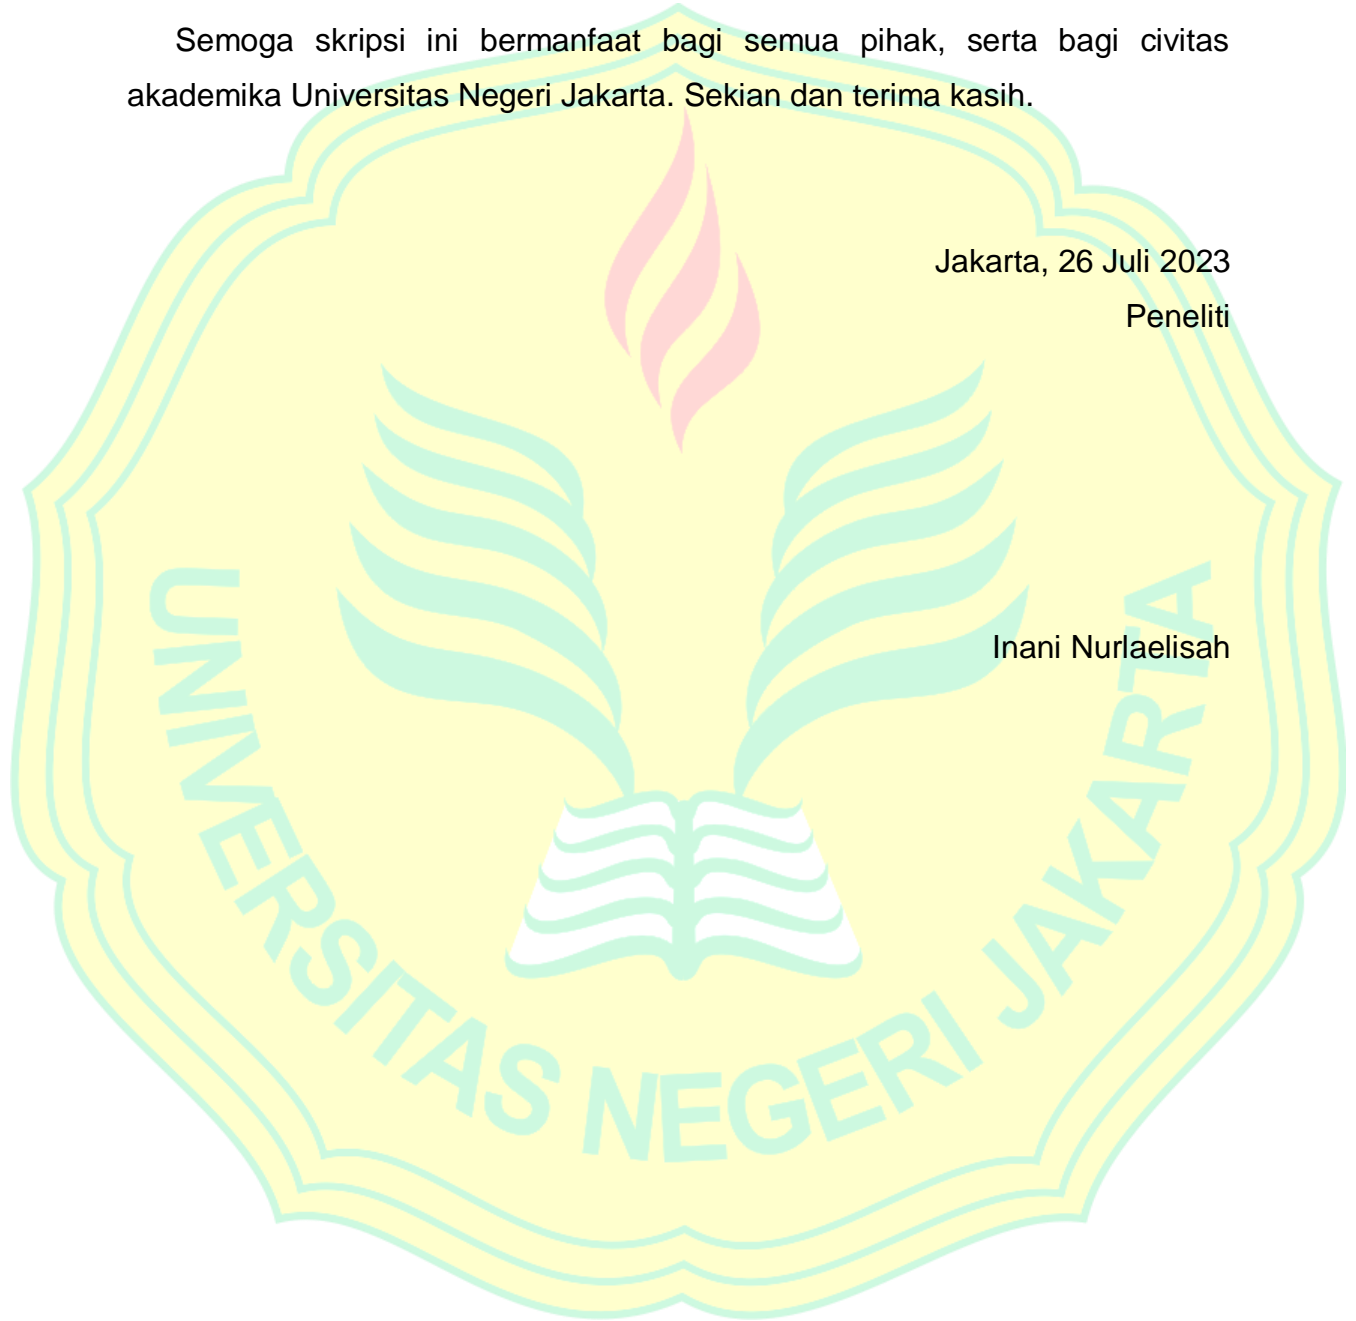 Semoga skripsi ini bermanfaat bagi semua pihak, serta bagi civitas
akademika Universitas Negeri Jakarta. Sekian dan terima kasih.
Jakarta, 26 Juli 2023
Peneliti
Inani Nurlaelisah
UNIVERSITAS NEGERI JAKARTA